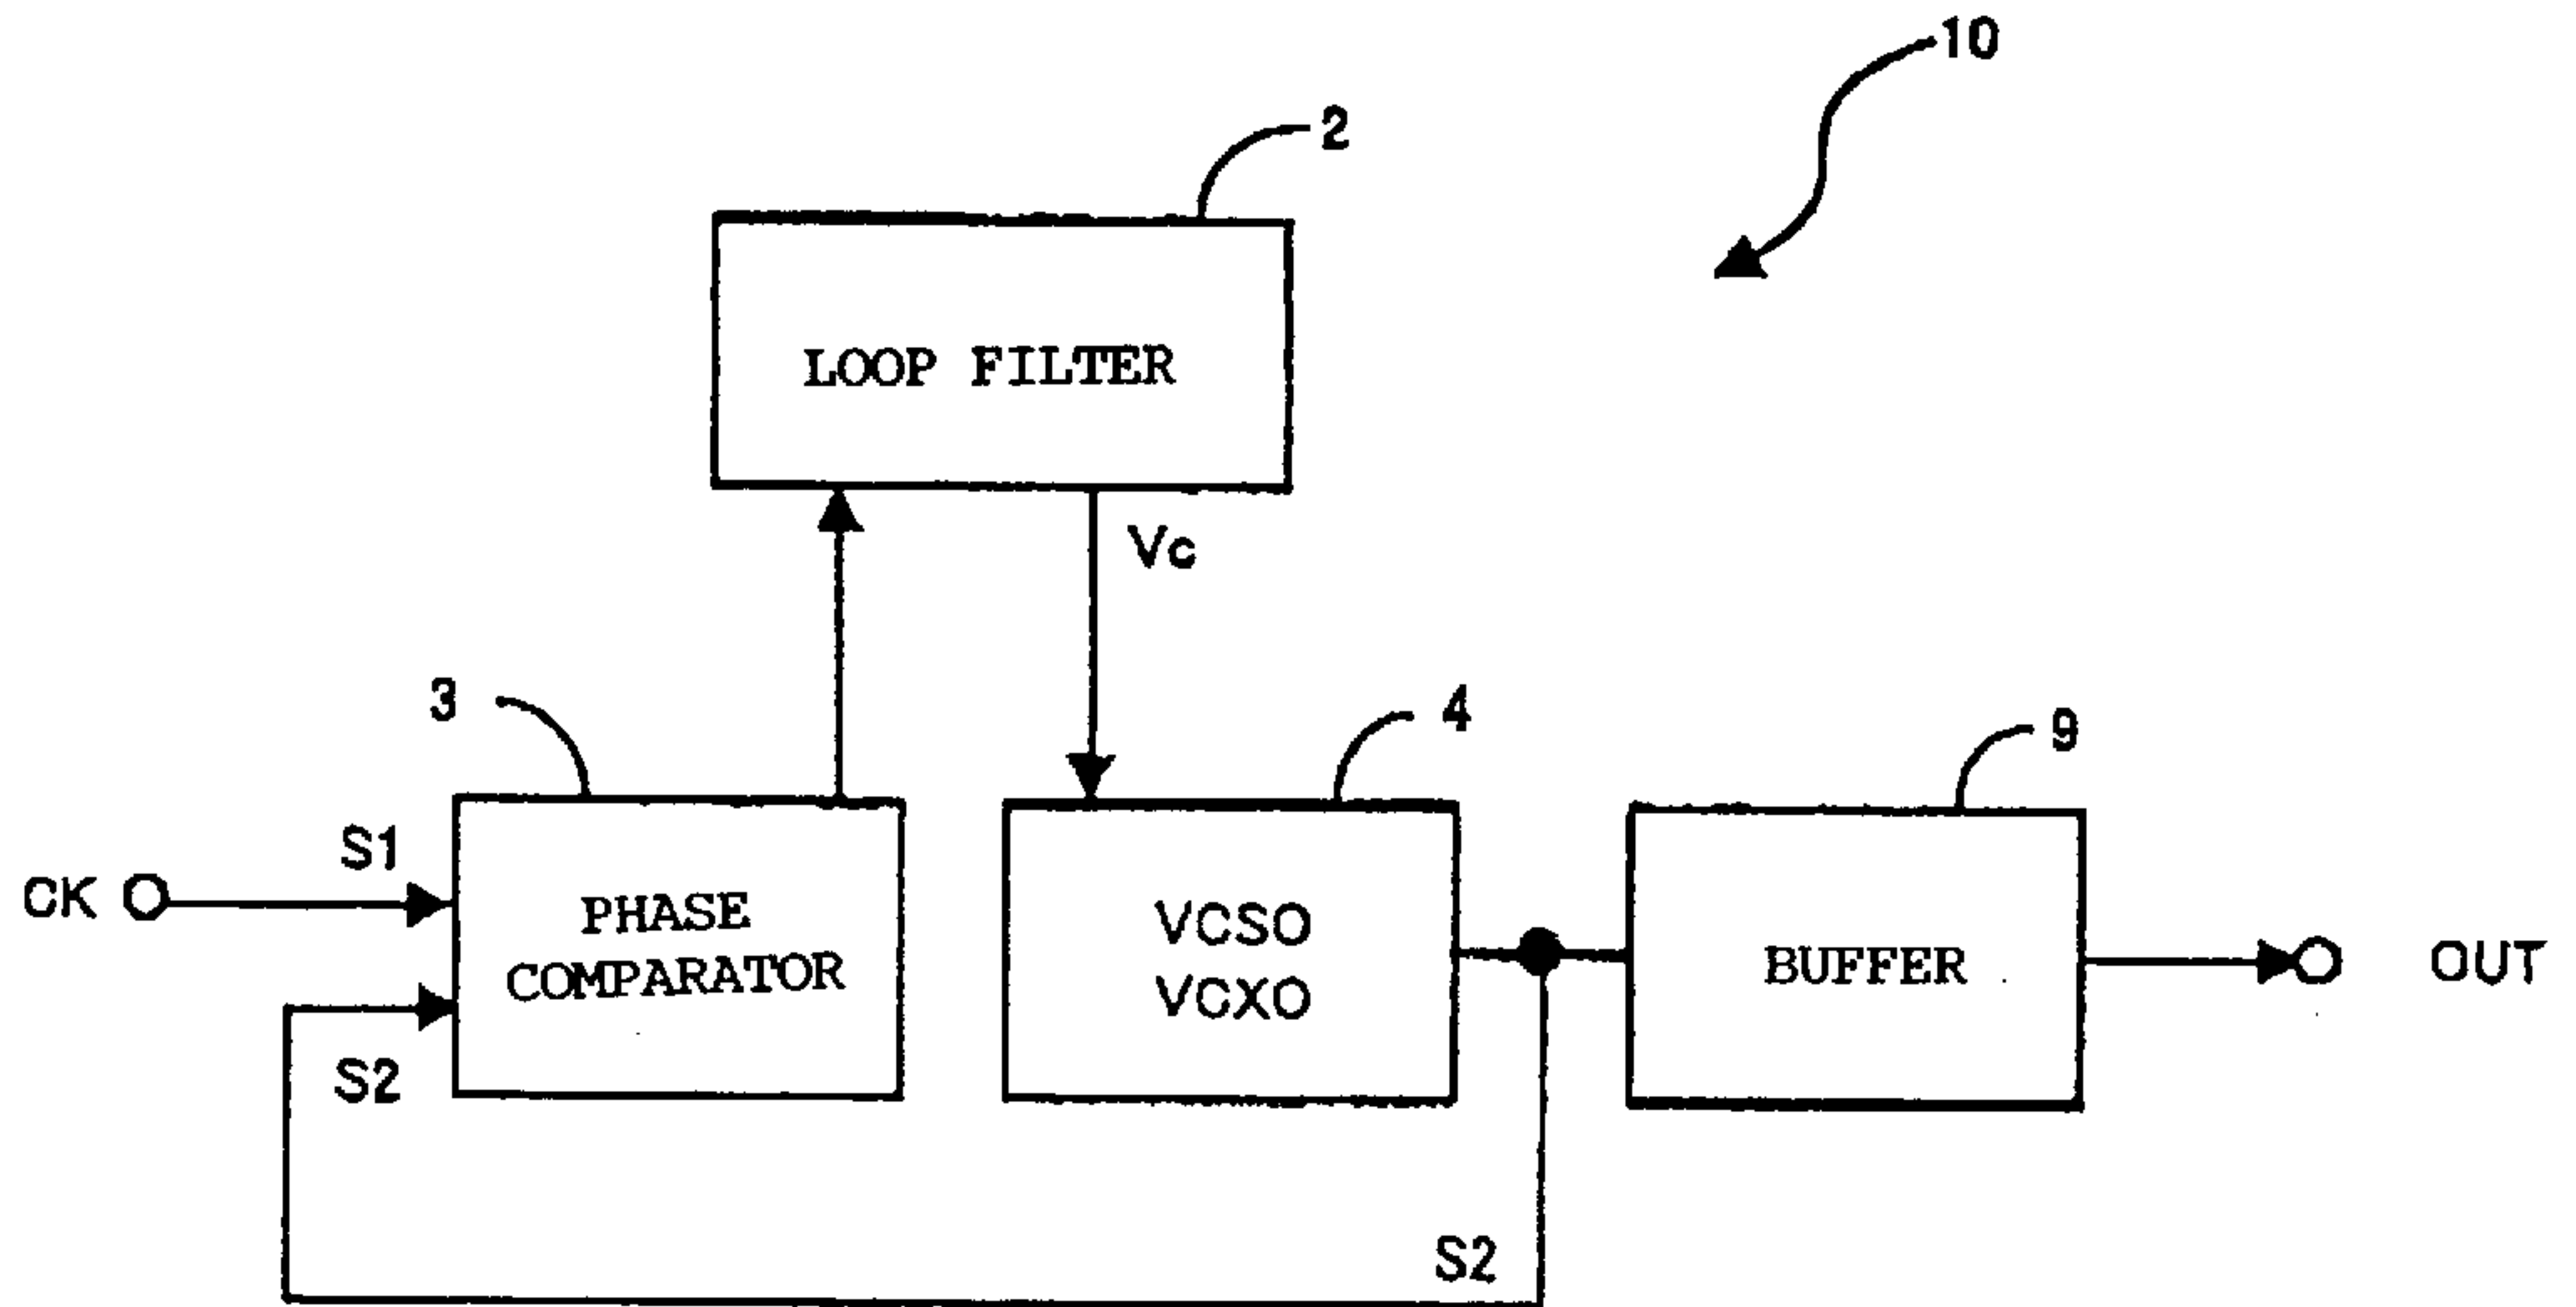 10
2
LOOP FILTER
Vc
3
4
9
S1
CK
PHASE
COMPARATOR
VCSO
VCXO
BUFFER
OUT
S2
S2